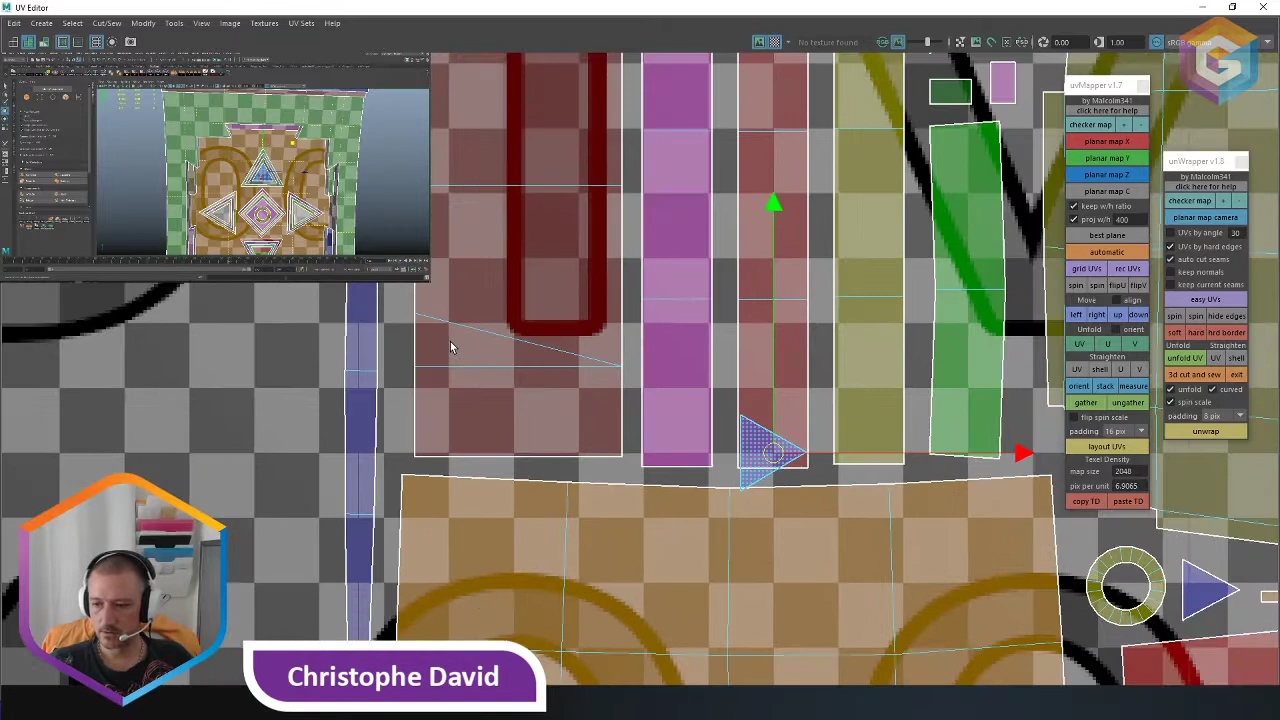 UV Editor
Edit Create Select Cut/Sew Modify Tools View Image Textures UV Sets Help
No texture found
0.00
1.00
sRGB gamma
G
uvMapper v1.7
by Malcolm341
click here for help
checker map + -
planar map X
planar map Y
planar map Z
planar map C
keep w/h ratio
proj w/h 400
best plane
automatic
grid UVs rec UVs
spin spin flipU flipV
Move align
left right up down
Unfold orient
UV U V
Straighten
UV shell U V
orient stack measure
gather ungather
flip spin scale
padding 16 pix
layout UVs
Texel Density
map size 2048
pix per unit 6.9065
copy TD paste TD
unWrapper v1.8
by Malcolm341
click here for help
checker map + -
planar map camera
UVs by angle 30
UVs by hard edges
auto cut seams
keep normals
keep current seams
easy UVs
spin spin hide edges
soft hard hrd border
Unfold Straighten
unfold UV UV shell
3d cut and sew exit
unfold curved
spin scale
padding 8 pix
unwrap
Christophe David